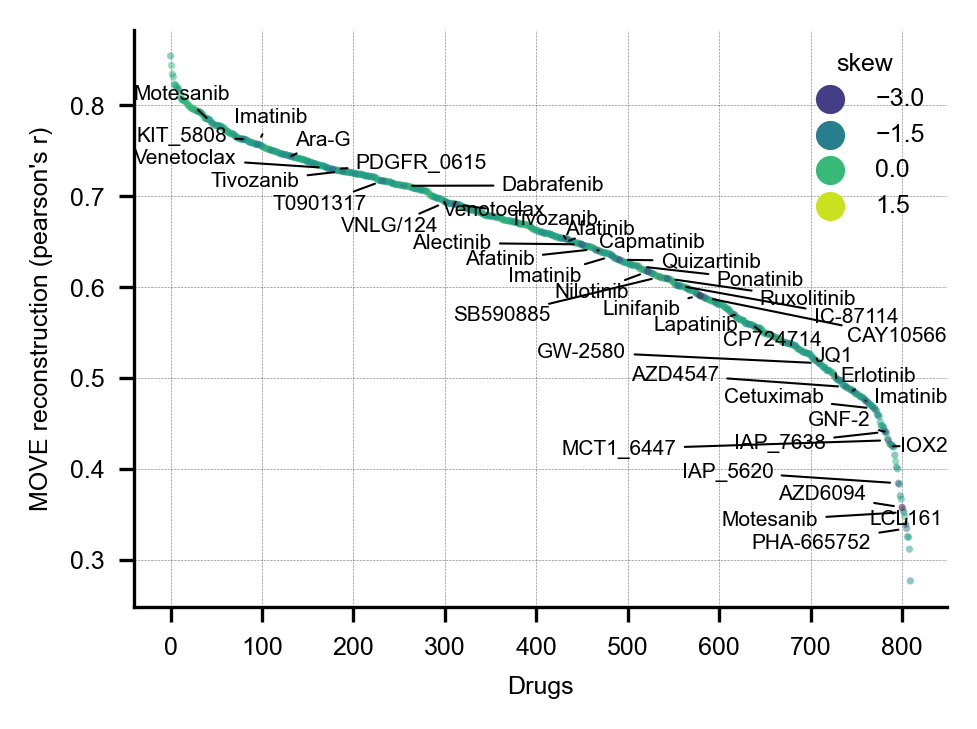 skew
−3.0
−1.5
0.0
1.5
MOVE reconstruction (pearson's r)
0.8
0.7
0.6
0.5
0.4
0.3
Motesanib
Imatinib
KIT_5808
Ara-G
Venetoclax
PDGFR_0615
Tivozanib
Dabrafenib
T0901317
Venotoclax
Tivozanib
VNLG/124
Afatinib
Alectinib
Capmatinib
Afatinib
Quizartinib
Imatinib
Ponatinib
Nilotinib
Ruxolitinib
SB590885
Linifanib
IC-87114
Lapatinib
CAY10566
CP724714
GW-2580
JQ1
AZD4547
Erlotinib
Cetuximab
Imatinib
GNF-2
MCT1_6447
IAP_7638
IOX2
IAP_5620
AZD6094
Motesanib
LCL161
PHA-665752
0 100 200 300 400 500 600 700 800
Drugs